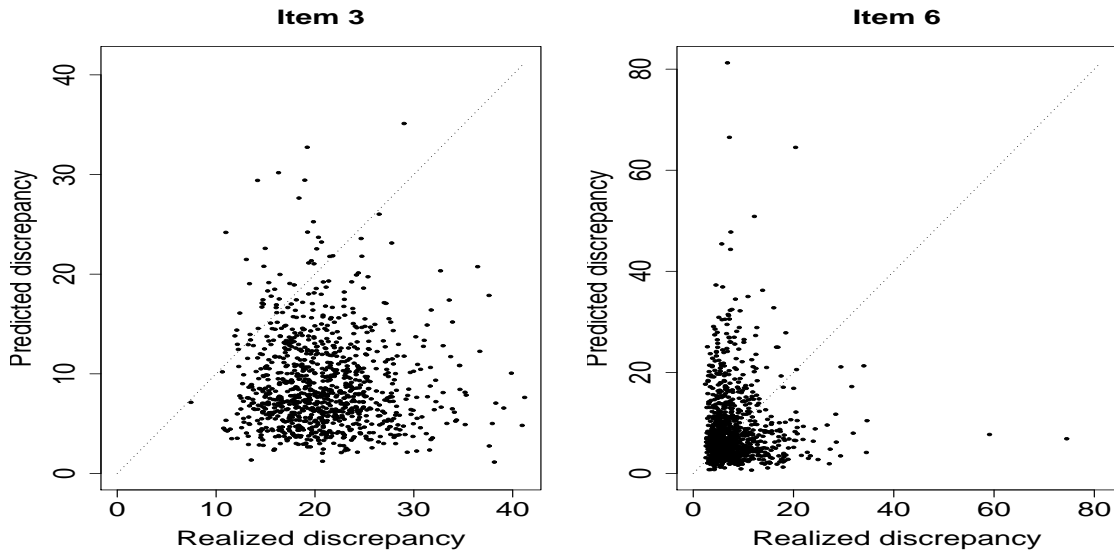 Item 3
Predicted discrepancy
40
30
20
10
0
0 10 20 30 40
Realized discrepancy
Item 6
Predicted discrepancy
80
60
40
20
0
0 20 40 60 80
Realized discrepancy